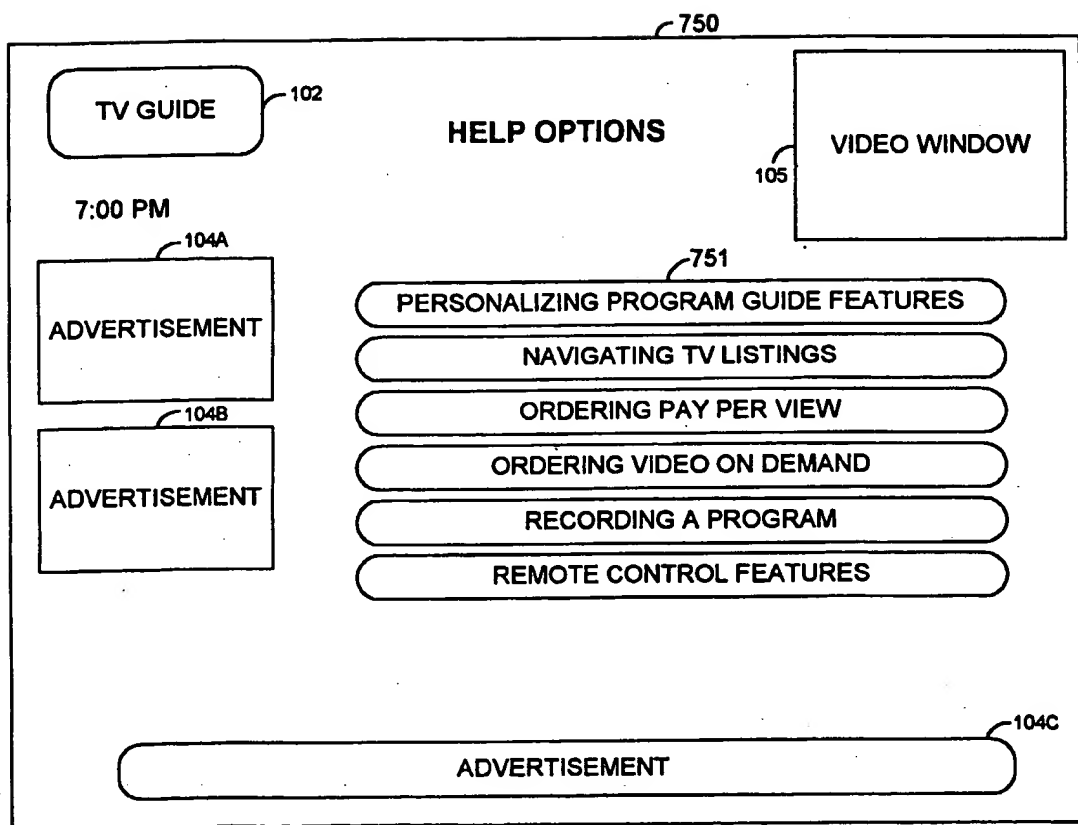 750
TV GUIDE
102
HELP OPTIONS
VIDEO WINDOW
105
7:00 PM
104A
ADVERTISEMENT
104B
ADVERTISEMENT
751
PERSONALIZING PROGRAM GUIDE FEATURES
NAVIGATING TV LISTINGS
ORDERING PAY PER VIEW
ORDERING VIDEO ON DEMAND
RECORDING A PROGRAM
REMOTE CONTROL FEATURES
104C
ADVERTISEMENT